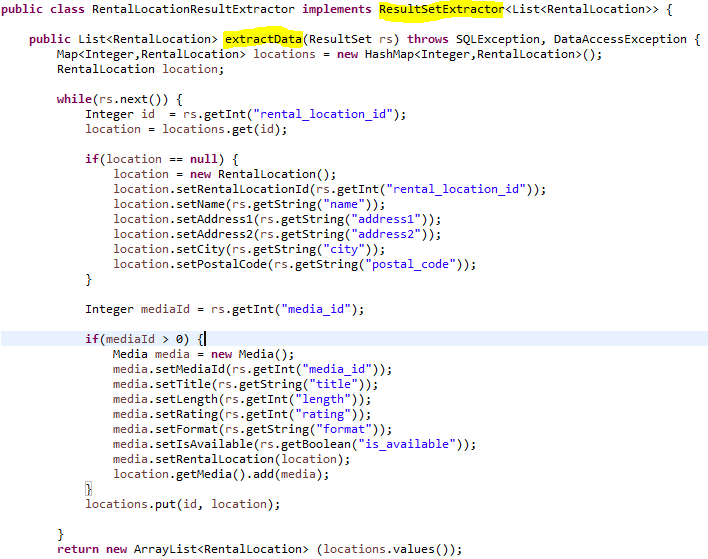 public class RentalLocationResultExtractor implements ResultSetExtractor<List<RentalLocation>> {
public List<RentalLocation> extractData(ResultSet rs) throws SQLException, DataAccessException {
Map<Integer,RentalLocation> locations = new HashMap<Integer,RentalLocation>();
RentalLocation location;
while(rs.next()) {
Integer id  = rs.getInt("rental_location_id");
location = locations.get(id);
if(location == null) {
location = new RentalLocation();
location.setRentalLocationId(rs.getInt("rental_location_id"));
location.setName(rs.getString("name"));
location.setAddress1(rs.getString("address1"));
location.setAddress2(rs.getString("address2"));
location.setCity(rs.getString("city"));
location.setPostalCode(rs.getString("postal_code"));
}
Integer mediaId = rs.getInt("media_id");
if(mediaId > 0) {
Media media = new Media();
media.setMediaId(rs.getInt("media_id"));
media.setTitle(rs.getString("title"));
media.setLength(rs.getInt("length"));
media.setRating(rs.getInt("rating"));
media.setFormat(rs.getString("format"));
media.setIsAvailable(rs.getBoolean("is_available"));
media.setRentalLocation(location);
location.getMedia().add(media);
}
locations.put(id, location);
}
return new ArrayList<RentalLocation> (locations.values());